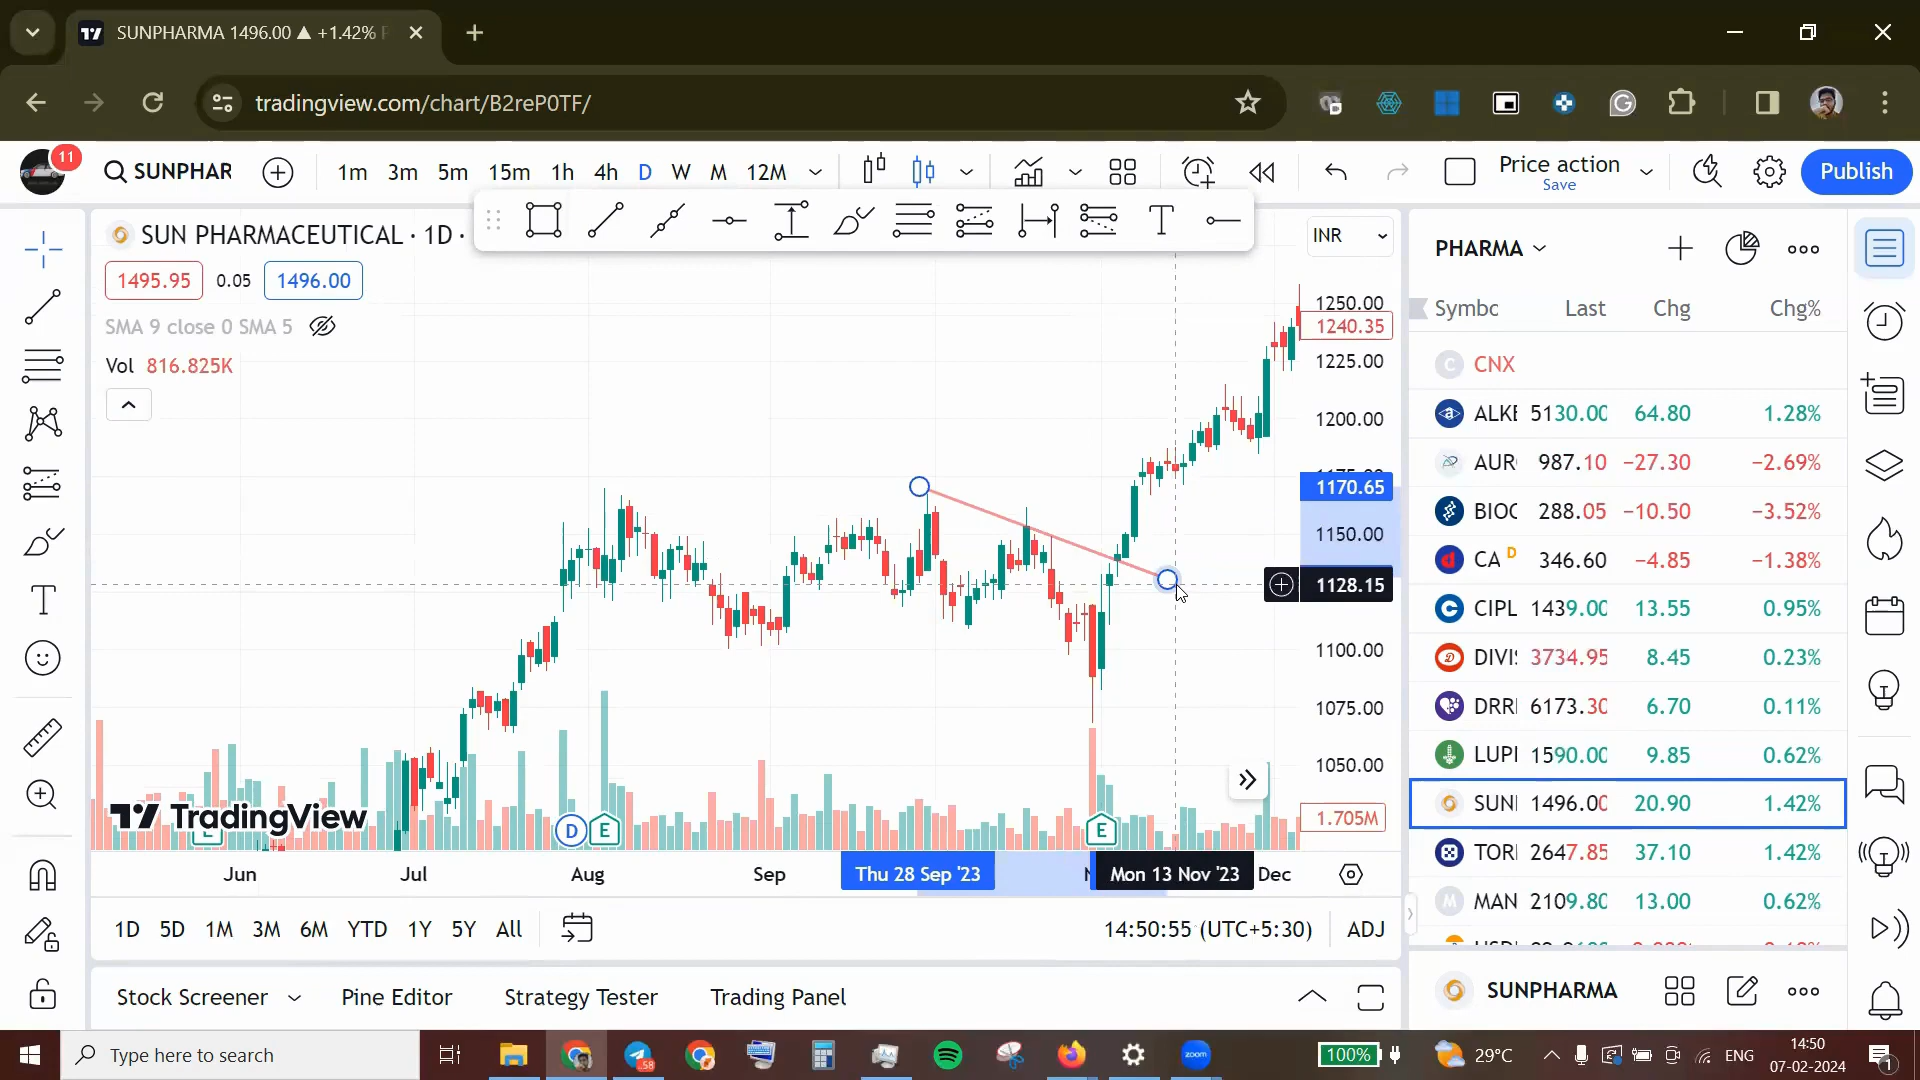 SUNPHARMA 1496.00 ▲ +1.42%
tradingview.com/chart/B2reP0TF/
11
SUNPHAR
1m 3m 5m 15m 1h 4h D W M 12M
Price action
Save
Publish
SUN PHARMACEUTICAL · 1D ·
INR
PHARMA
1495.95 0.05 1496.00
SMA 9 close 0 SMA 5
Vol 816.825K
Symbc Last Chg Chg%
CNX
ALKE 5130.00 64.80 1.28%
AUR 987.10 −27.30 −2.69%
BIOC 288.05 −10.50 −3.52%
CA D 346.60 −4.85 −1.38%
CIPL 1439.00 13.55 0.95%
DIVI 3734.95 8.45 0.23%
DRRI 6173.30 6.70 0.11%
LUPI 1590.00 9.85 0.62%
SUNI 1496.00 20.90 1.42%
TORI 2647.85 37.10 1.42%
MAN 2109.80 13.00 0.62%
1250.00
1240.35
1225.00
1200.00
1170.65
1150.00
1128.15
1100.00
1075.00
1050.00
1.705M
TradingView
D E E
Jun Jul Aug Sep Thu 28 Sep '23 Mon 13 Nov '23 Dec
1D 5D 1M 3M 6M YTD 1Y 5Y All
14:50:55 (UTC+5:30) ADJ
Stock Screener Pine Editor Strategy Tester Trading Panel
SUNPHARMA
Type here to search
58
zoom
100%
29°C
ENG
14:50
07-02-2024
1